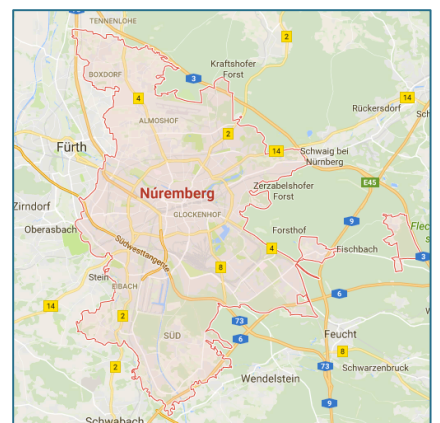 TENNENLOHE
2
Kraftshofer
Forst
3
BOXDORF
4
14
Rückersdorf
ALMOSHOF
2
Fürth
14
Schwaig bei
Nürnberg
E45
Zerzabelshofer
Forst
Núremberg
Zirndorf
GLOCKENHOF
9
Oberasbach
Forsthof
Südwesttangente
4
Fischbach
3
8
Stein
EIBACH
6
14
2
73
6
SÜD
Feucht
8
2
73
Schwarzenbruck
Wendelstein
9
Schwabach